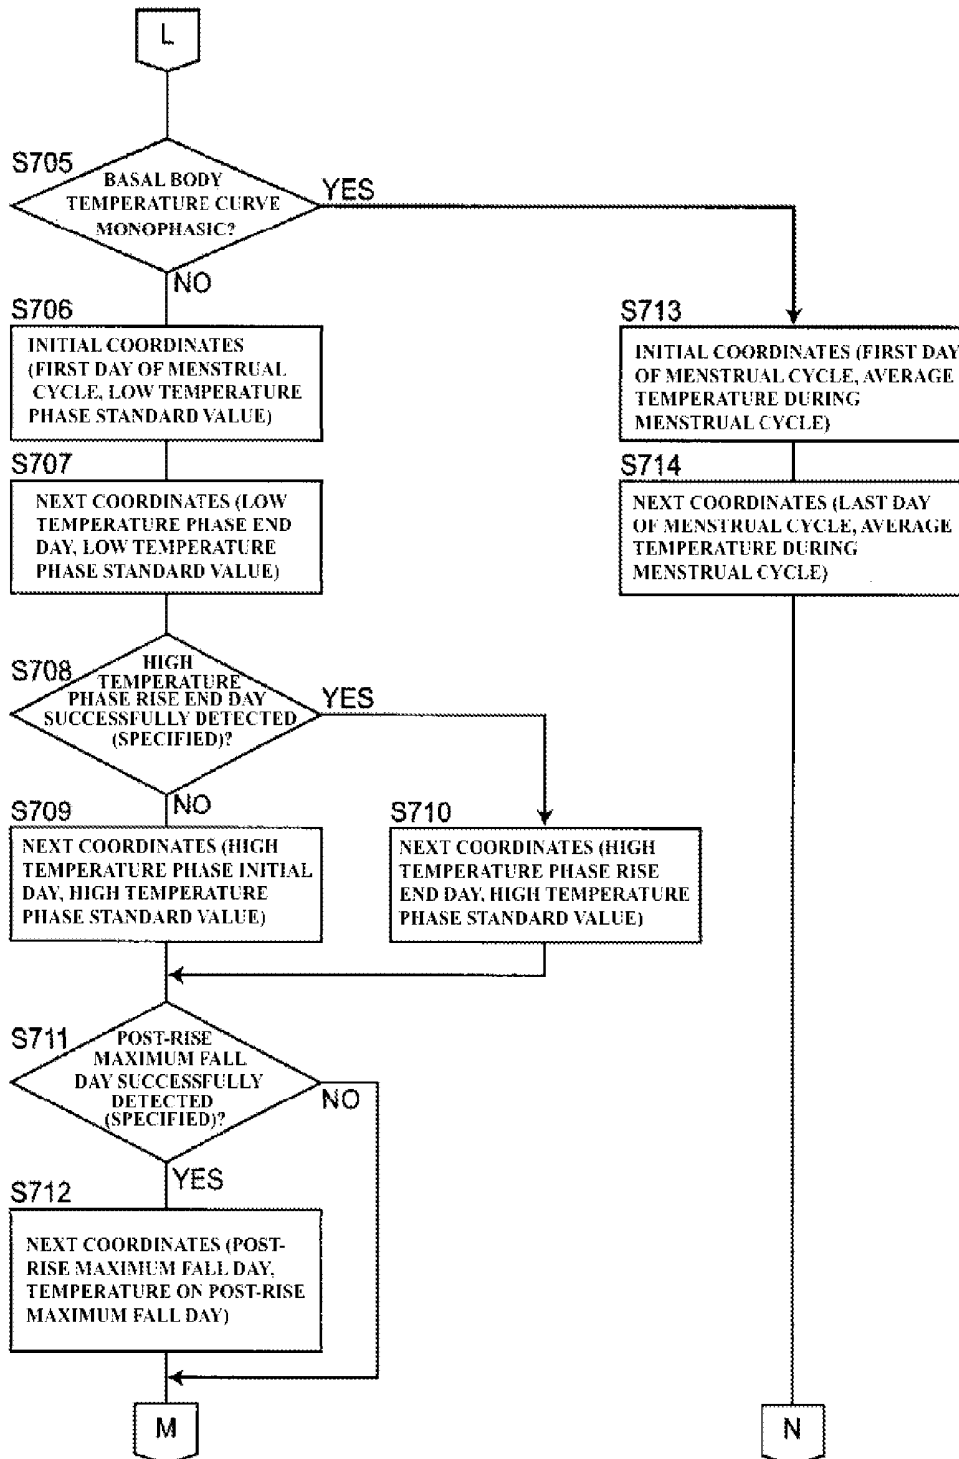 L
S705
BASAL BODY
TEMPERATURE CURVE
MONOPHASIC?
YES
NO
S706
INITIAL COORDINATES
(FIRST DAY OF MENSTRUAL
CYCLE, LOW TEMPERATURE
PHASE STANDARD VALUE)
S713
INITIAL COORDINATES (FIRST DAY
OF MENSTRUAL CYCLE, AVERAGE
TEMPERATURE DURING
MENSTRUAL CYCLE)
S707
NEXT COORDINATES (LOW
TEMPERATURE PHASE END
DAY, LOW TEMPERATURE
PHASE STANDARD VALUE)
S714
NEXT COORDINATES (LAST DAY
OF MENSTRUAL CYCLE, AVERAGE
TEMPERATURE DURING
MENSTRUAL CYCLE)
S708
HIGH
TEMPERATURE
PHASE RISE END DAY
SUCCESSFULLY DETECTED
(SPECIFIED)?
YES
NO
S709
NEXT COORDINATES (HIGH
TEMPERATURE PHASE INITIAL
DAY, HIGH TEMPERATURE
PHASE STANDARD VALUE)
S710
NEXT COORDINATES (HIGH
TEMPERATURE PHASE RISE
END DAY, HIGH TEMPERATURE
PHASE STANDARD VALUE)
S711
POST-RISE
MAXIMUM FALL
DAY SUCCESSFULLY
DETECTED
(SPECIFIED)?
NO
YES
S712
NEXT COORDINATES (POST-
RISE MAXIMUM FALL DAY,
TEMPERATURE ON POST-RISE
MAXIMUM FALL DAY)
M
N